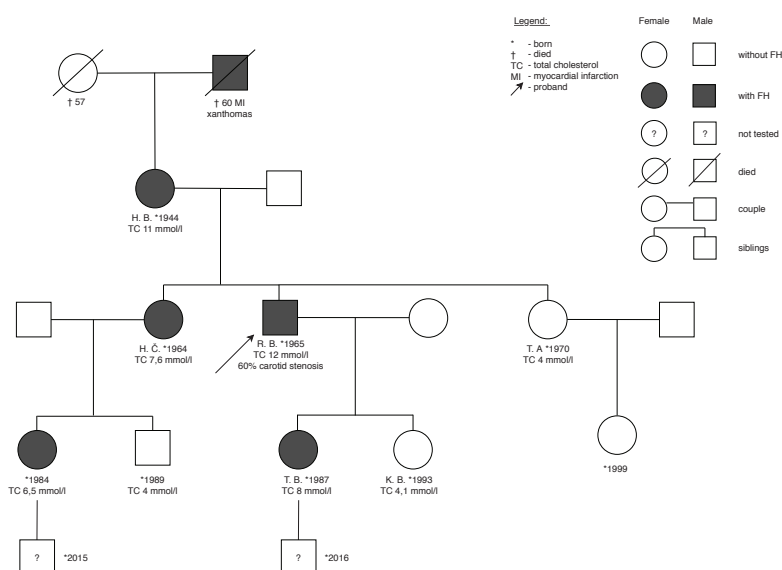 Legend:
* - born
† - died
TC - total cholesterol
MI - myocardial infarction
- proband
Female Male
without FH
with FH
? ? not tested
died
couple
siblings
† 57
† 60 MI
xanthomas
H. B. *1944
TC 11 mmol/l
H. Č. *1964
TC 7,6 mmol/l
R. B. *1965
TC 12 mmol/l
60% carotid stenosis
T. A *1970
TC 4 mmol/l
*1984
TC 6,5 mmol/l
*1989
TC 4 mmol/l
T. B. *1987
TC 8 mmol/l
K. B. *1993
TC 4,1 mmol/l
*1999
? *2015
? *2016